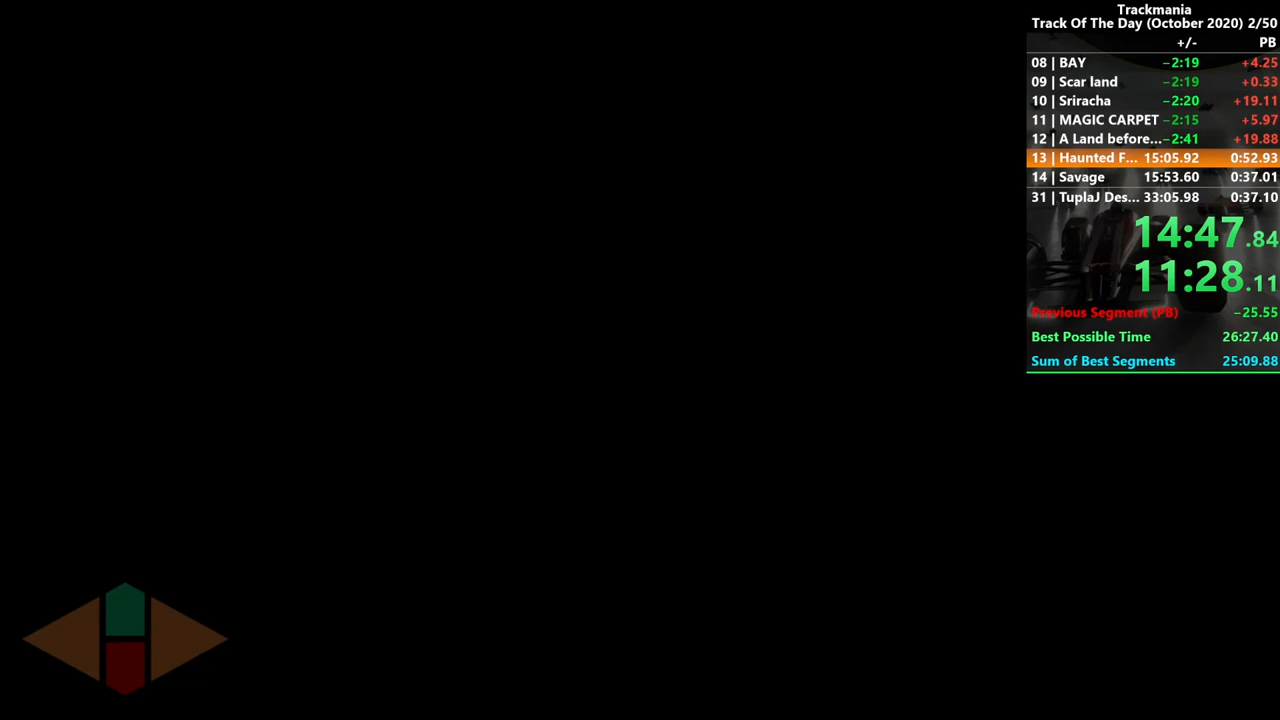 Trackmania
Track Of The Day (October 2020) 2/50
+/- PB
08 | BAY −2:19 +4.25
09 | Scar land −2:19 +0.33
10 | Sriracha −2:20 +19.11
11 | MAGIC CARPET −2:15 +5.97
12 | A Land before... −2:41 +19.88
13 | Haunted F... 15:05.92 0:52.93
14 | Savage 15:53.60 0:37.01
31 | TuplaJ Des... 33:05.98 0:37.10
14:47.84
11:28.11
Previous Segment (PB) −25.55
Best Possible Time 26:27.40
Sum of Best Segments 25:09.88